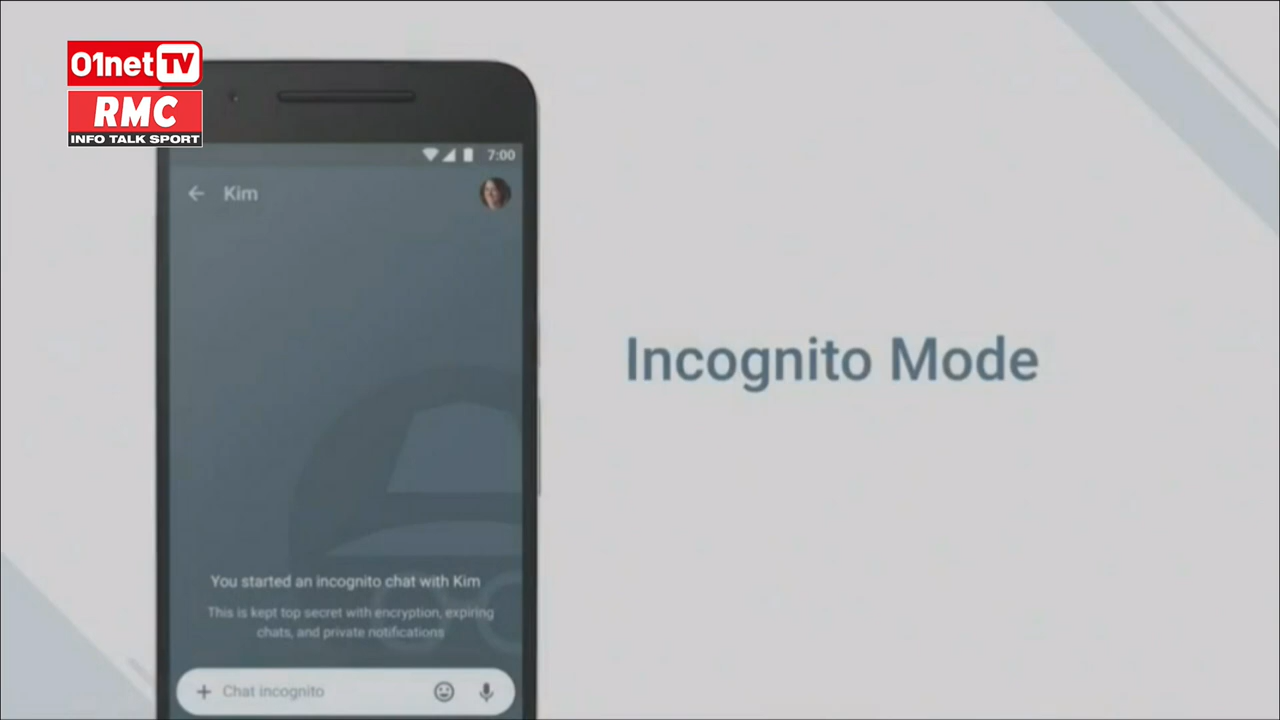 01net TV
RMC
INFO TALK SPORT
7:00
Kim
Incognito Mode
You started an incognito chat with Kim
This is kept top secret with encryption, expiring
chats, and private notifications
Chat incognito